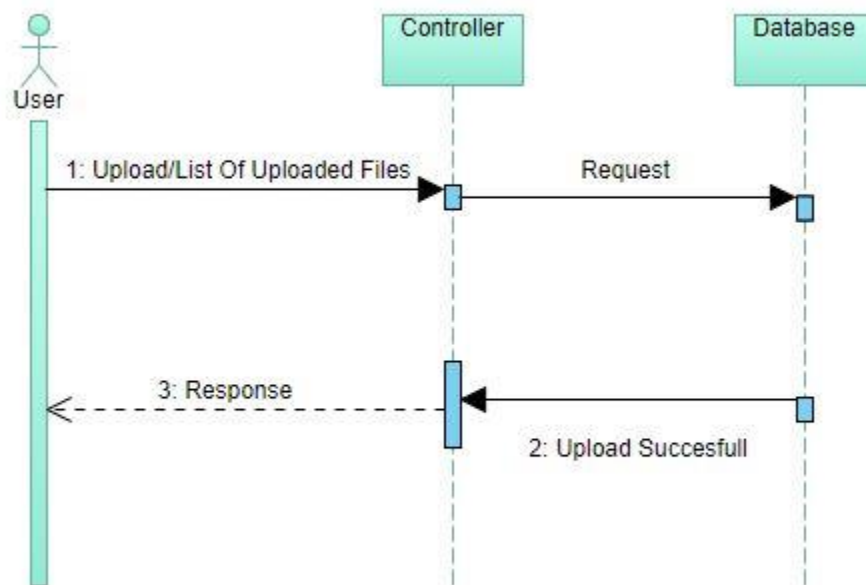 Controller
Database
User
1: Upload/List Of Uploaded Files
Request
3: Response
2: Upload Succesfull